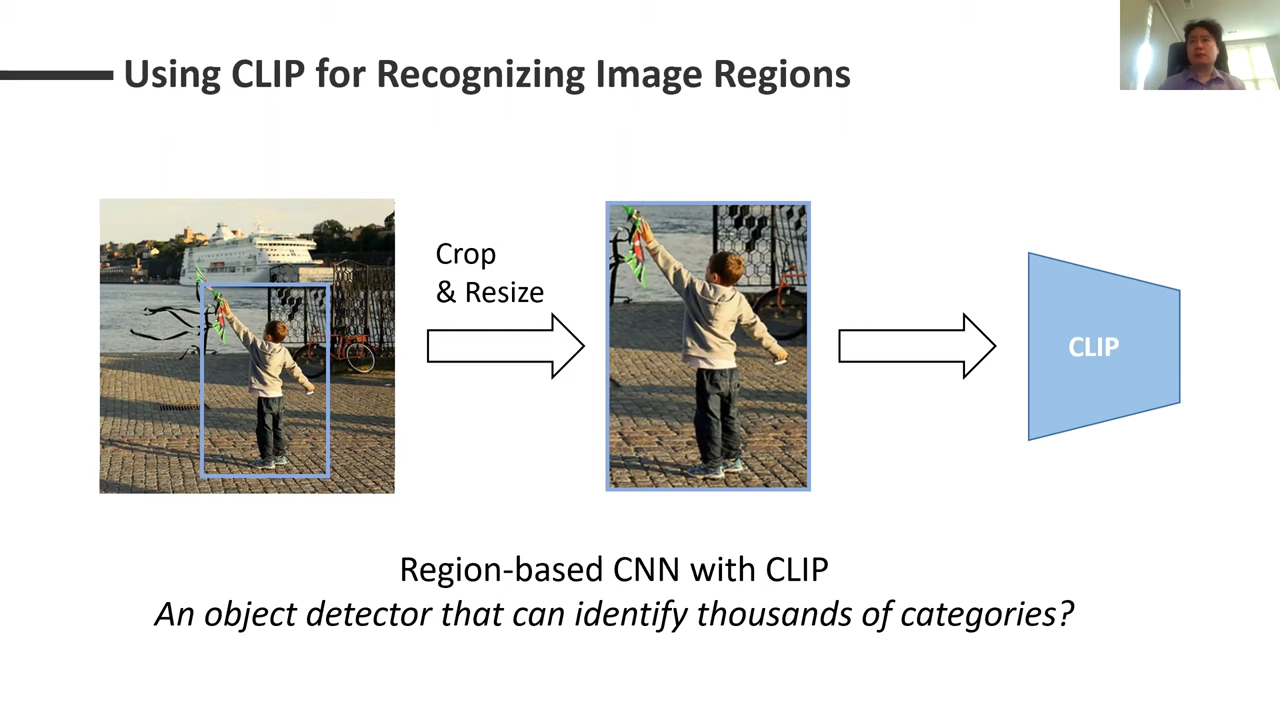 Using CLIP for Recognizing Image Regions
Crop
& Resize
CLIP
Region-based CNN with CLIP
An object detector that can identify thousands of categories?